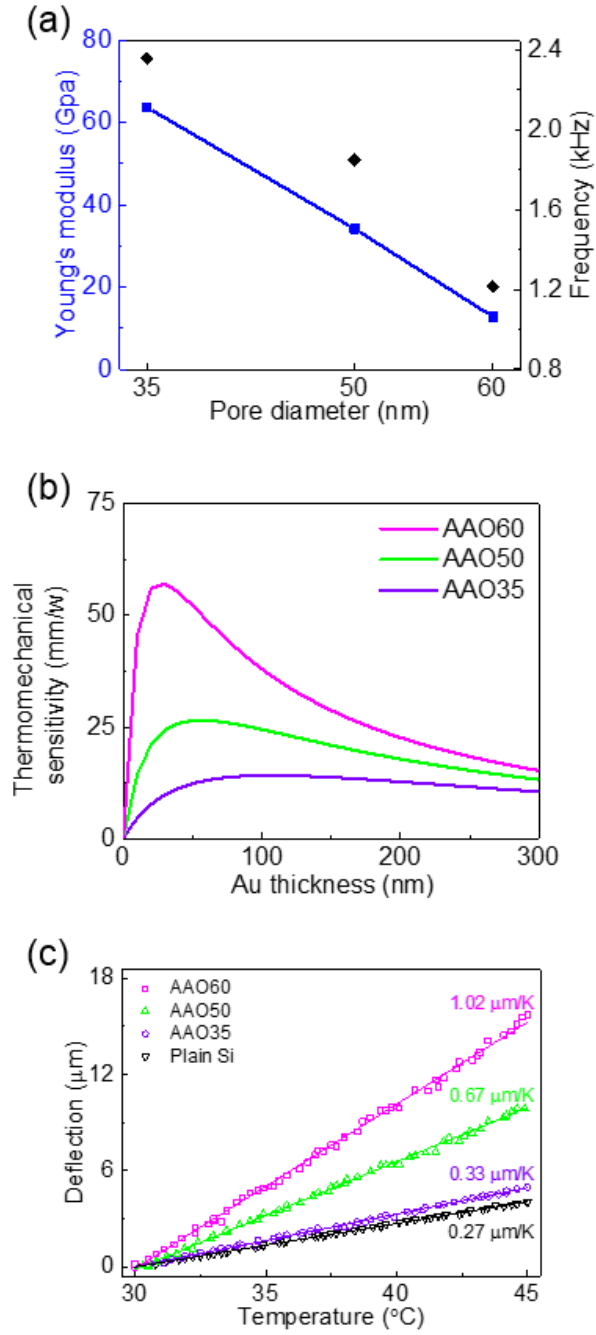 (a)
80
60
40
20
0
Young's modulus (Gpa)
2.4
2.0
1.6
1.2
0.8
Frequency (kHz)
35
50
60
Pore diameter (nm)
(b)
75
50
25
0
Thermomechanical
sensitivity (mm/w)
AAO60
AAO50
AAO35
0
100
200
300
Au thickness (nm)
(c)
18
12
6
0
Deflection (μm)
AAO60
AAO50
AAO35
Plain Si
1.02 μm/K
0.67 μm/K
0.33 μm/K
0.27 μm/K
30
35
40
45
Temperature (°C)